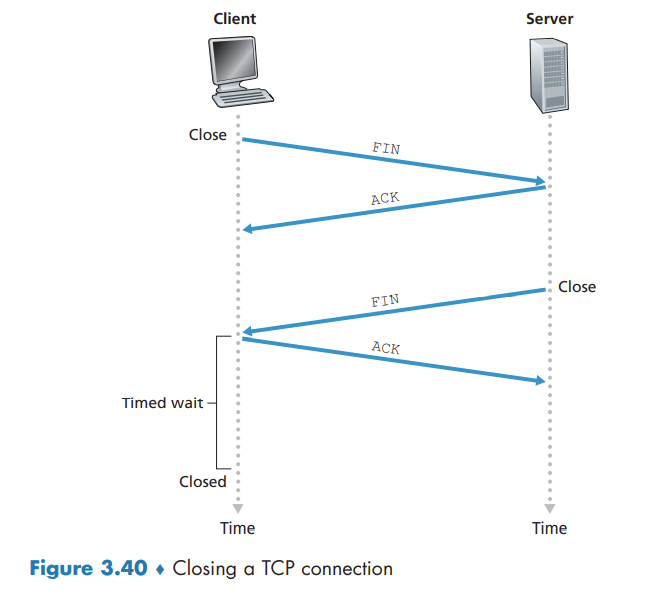 Client Server
Close
FIN
ACK
Close
FIN
ACK
Timed wait
Closed
Time Time
Figure 3.40 ♦ Closing a TCP connection